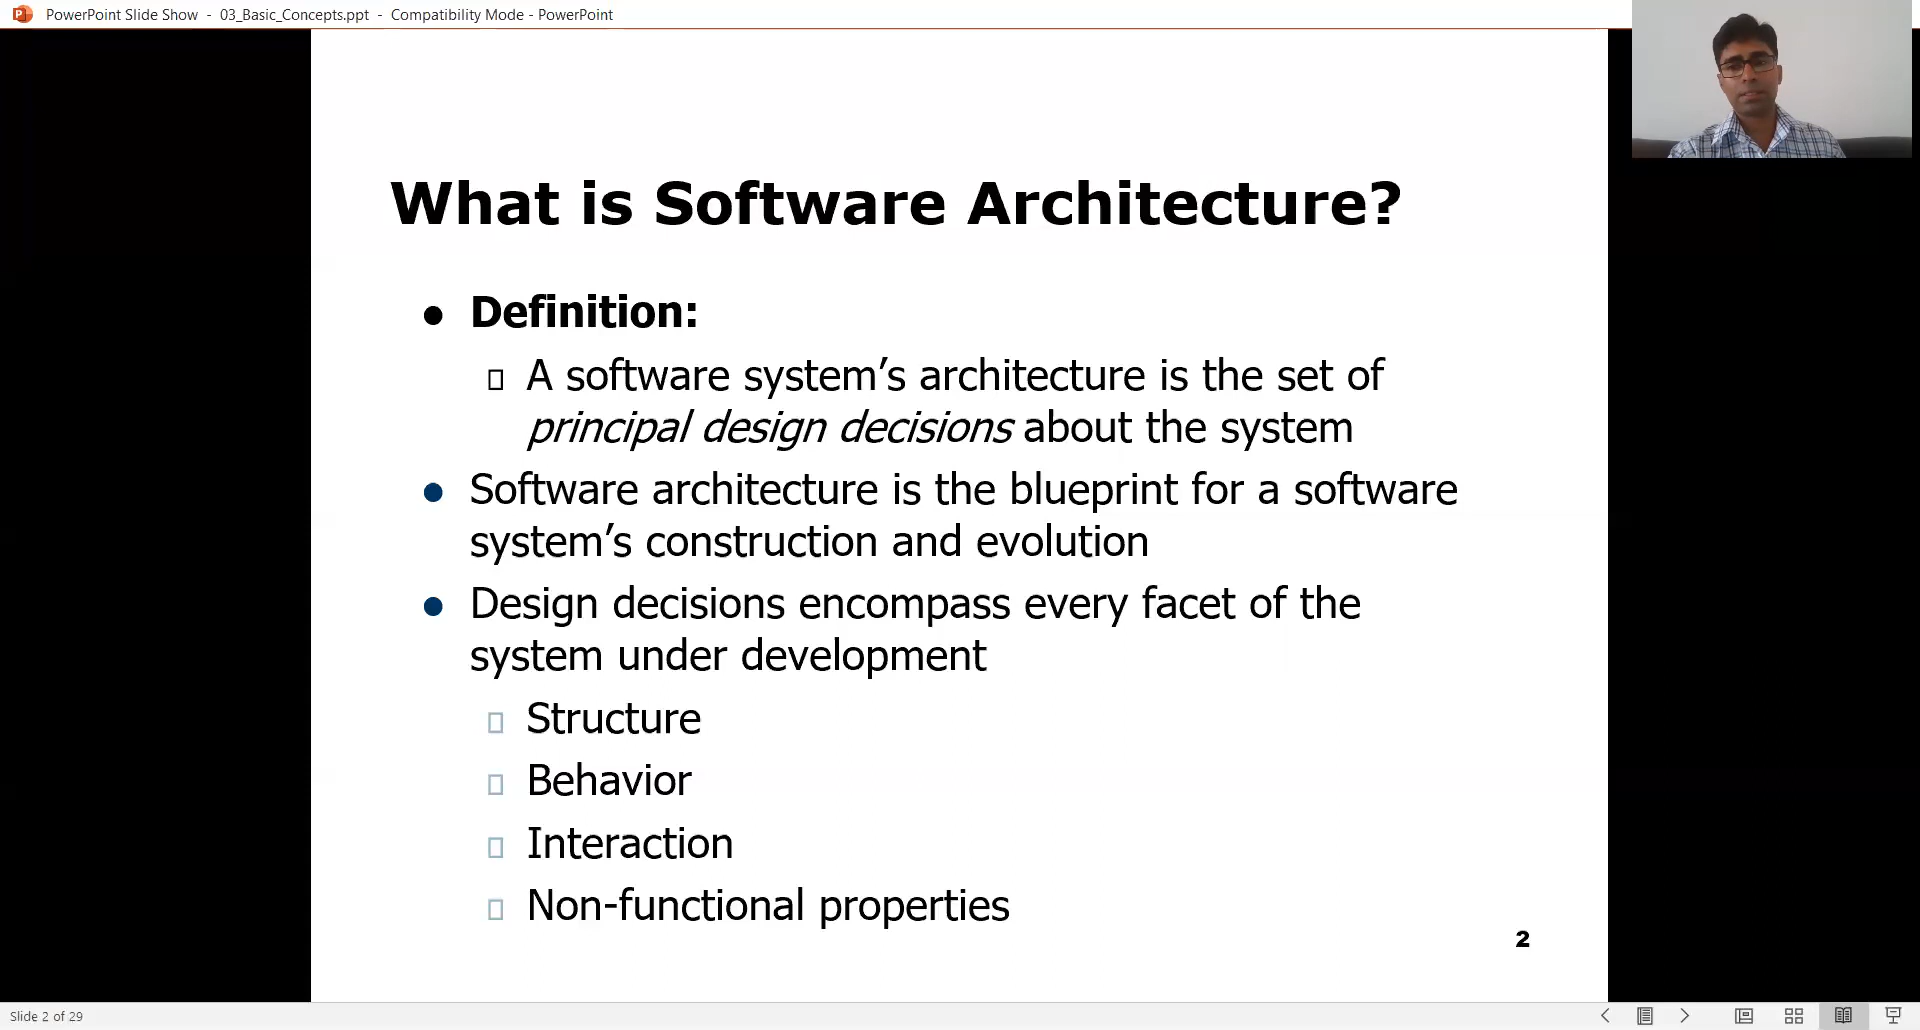 PowerPoint Slide Show - 03_Basic_Concepts.ppt - Compatibility Mode - PowerPoint
What is Software Architecture?
Definition:
A software system’s architecture is the set of
principal design decisions about the system
Software architecture is the blueprint for a software
system’s construction and evolution
Design decisions encompass every facet of the
system under development
Structure
Behavior
Interaction
Non-functional properties
2
Slide 2 of 29